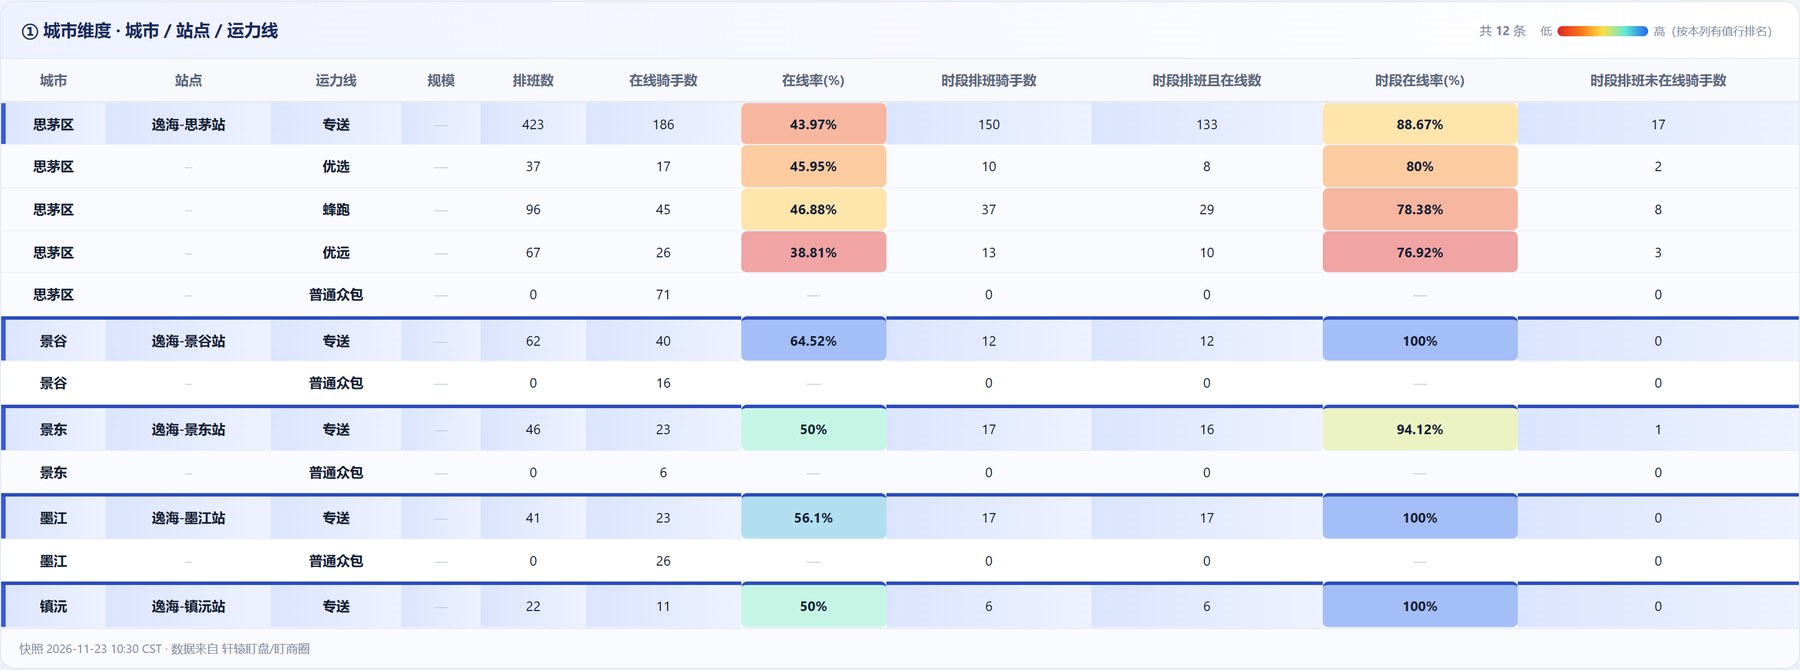 ① 城市维度 · 城市 / 站点 / 运力线
共 12 条 低 高 (按本列有值行排名)
城市 站点 运力线 规模 排班数 在线骑手数 在线率(%) 时段排班骑手数 时段排班且在线数 时段在线率(%) 时段排班未在线骑手数
思茅区 逸海-思茅站 专送 — 423 186 43.97% 150 133 88.67% 17
思茅区 – 优选 — 37 17 45.95% 10 8 80% 2
思茅区 – 蜂跑 — 96 45 46.88% 37 29 78.38% 8
思茅区 – 优远 — 67 26 38.81% 13 10 76.92% 3
思茅区 – 普通众包 — 0 71 — 0 0 — 0
景谷 逸海-景谷站 专送 — 62 40 64.52% 12 12 100% 0
景谷 – 普通众包 — 0 16 — 0 0 — 0
景东 逸海-景东站 专送 — 46 23 50% 17 16 94.12% 1
景东 – 普通众包 — 0 6 — 0 0 — 0
墨江 逸海-墨江站 专送 — 41 23 56.1% 17 17 100% 0
墨江 – 普通众包 — 0 26 — 0 0 — 0
镇沅 逸海-镇沅站 专送 — 22 11 50% 6 6 100% 0
快照 2026-11-23 10:30 CST · 数据来自 轩辕盯盘/盯商圈